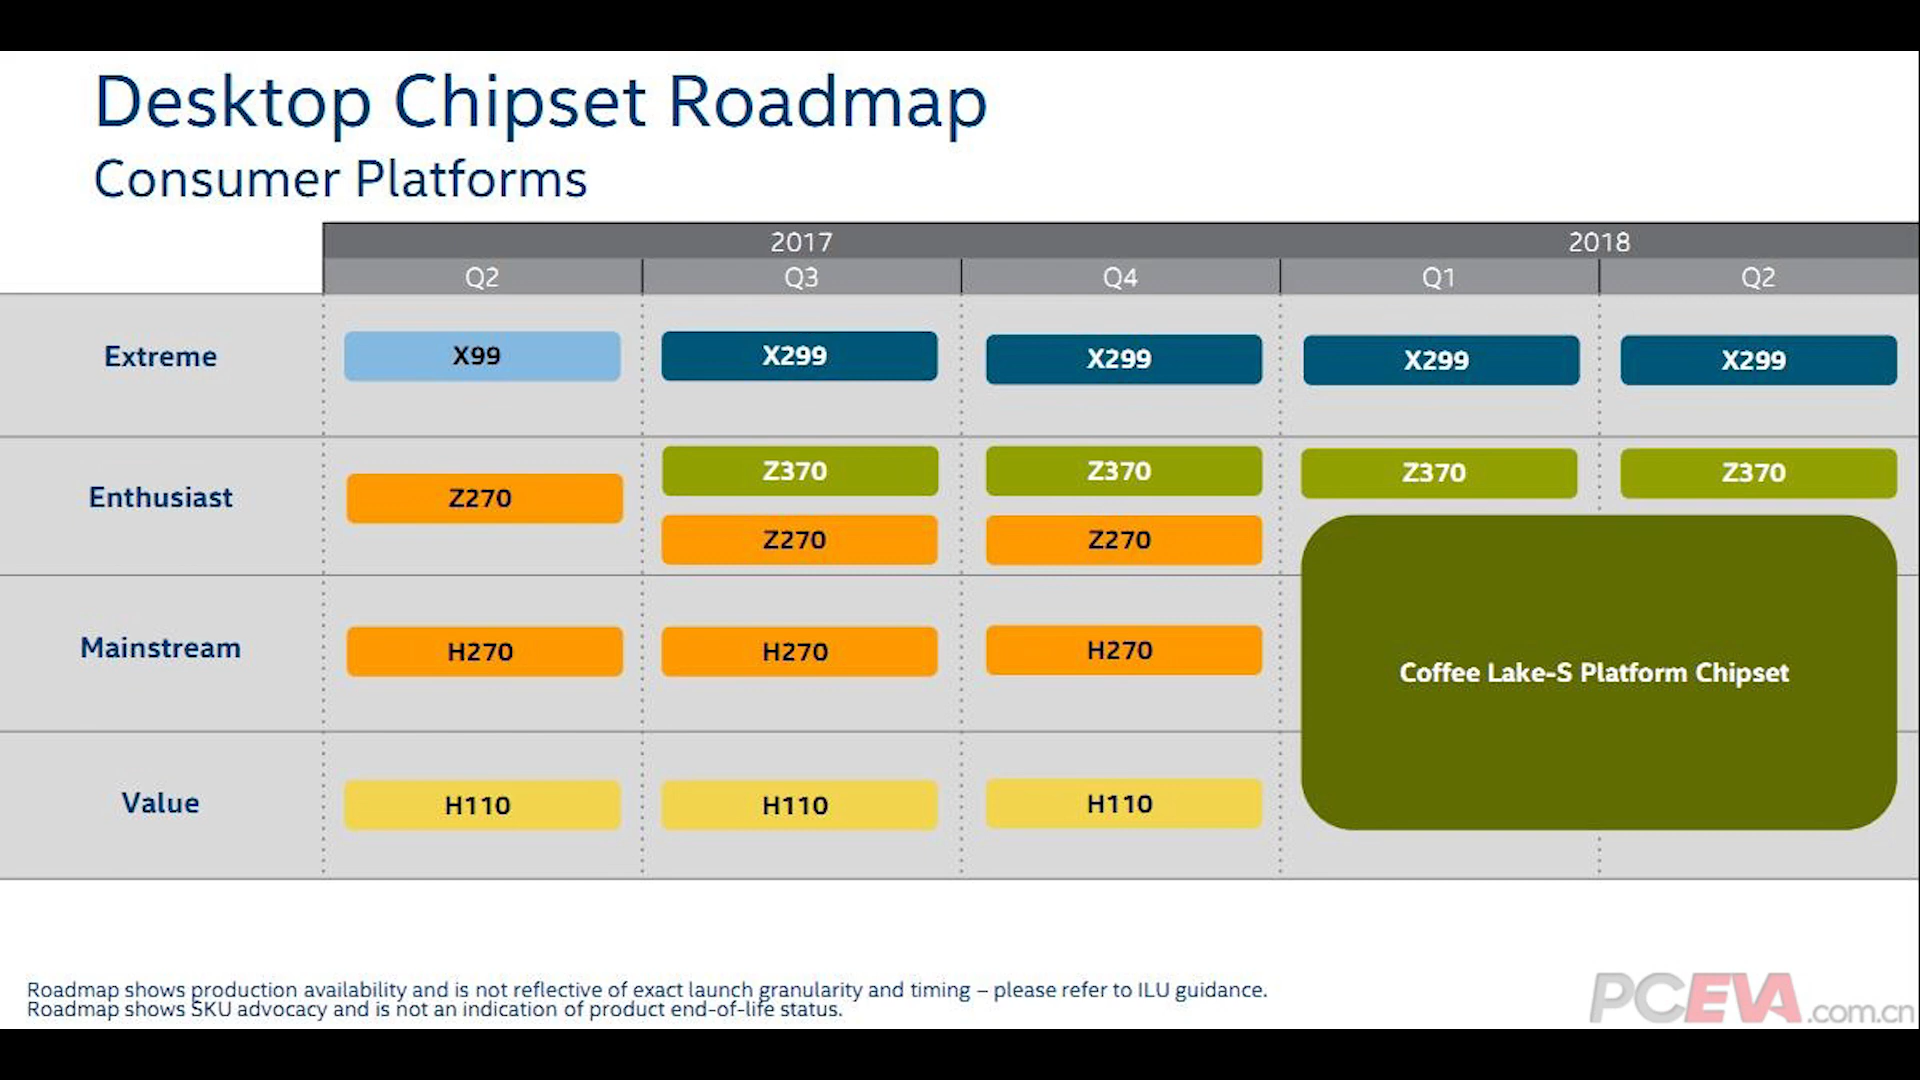 Desktop Chipset Roadmap
Consumer Platforms
2017 2018
Q2 Q3 Q4 Q1 Q2
Extreme X99 X299 X299 X299 X299
Z370 Z370 Z370 Z370
Enthusiast Z270
Z270 Z270
Mainstream H270 H270 H270
Coffee Lake-S Platform Chipset
Value H110 H110 H110
Roadmap shows production availability and is not reflective of exact launch granularity and timing – please refer to ILU guidance.
Roadmap shows SKU advocacy and is not an indication of product end-of-life status.
PCEVA.com.cn